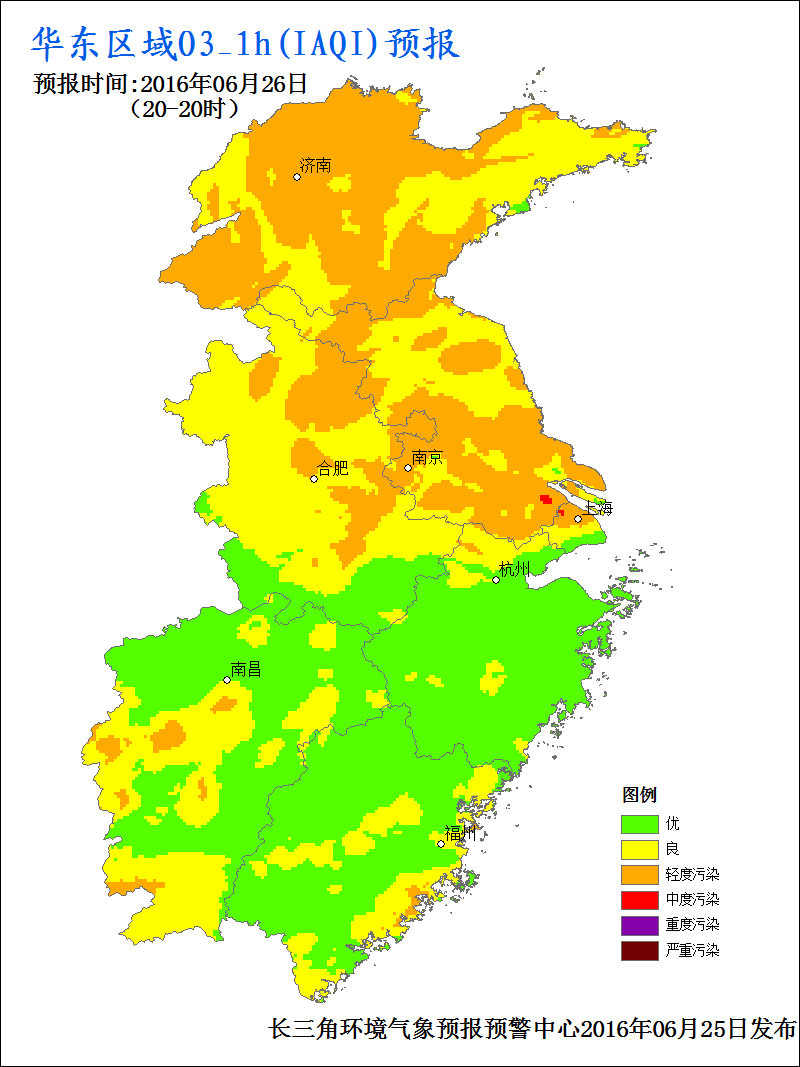 华东区域O3_1h(IAQI)预报
预报时间:2016年06月26日
（20-20时）
济南
南京
合肥
上海
杭州
南昌
福州
图例
优
良
轻度污染
中度污染
重度污染
严重污染
长三角环境气象预报预警中心2016年06月25日发布